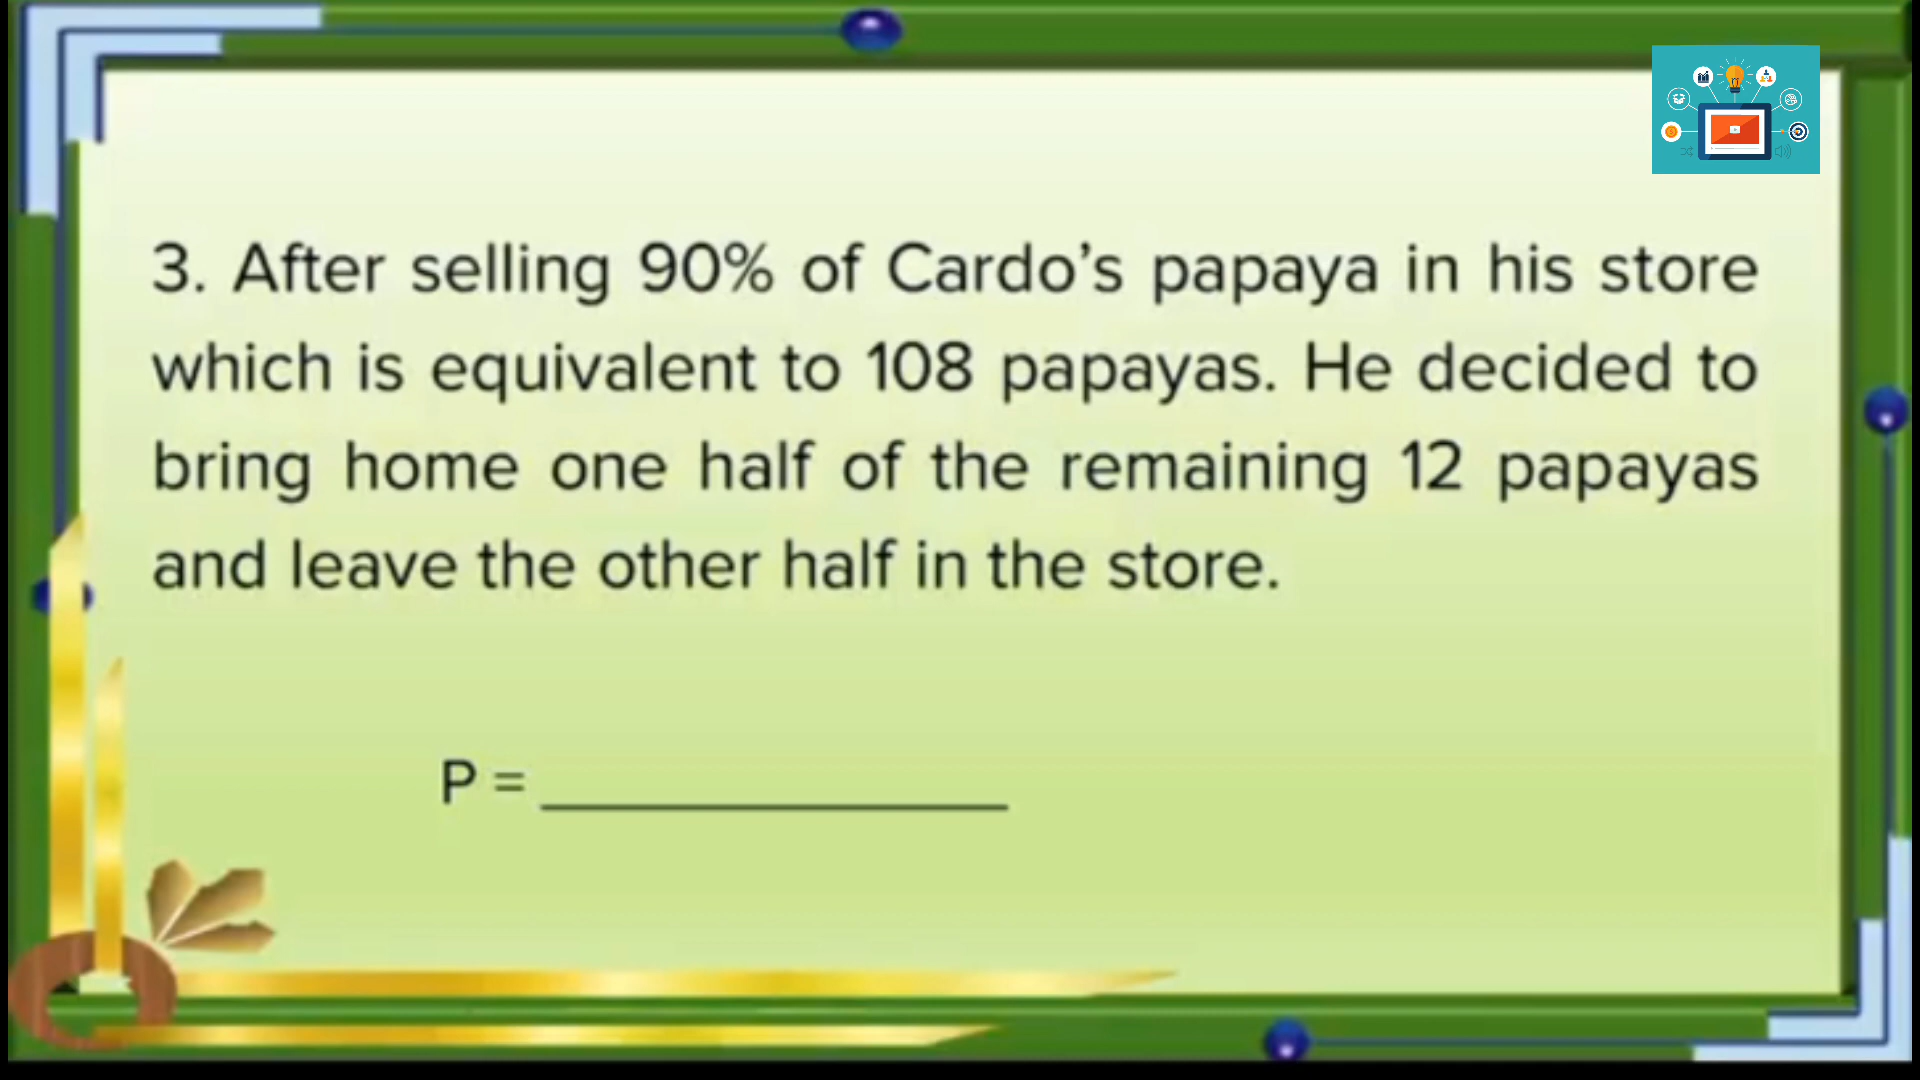 3. After selling 90% of Cardo’s papaya in his store
which is equivalent to 108 papayas. He decided to
bring home one half of the remaining 12 papayas
and leave the other half in the store.
P = _______________